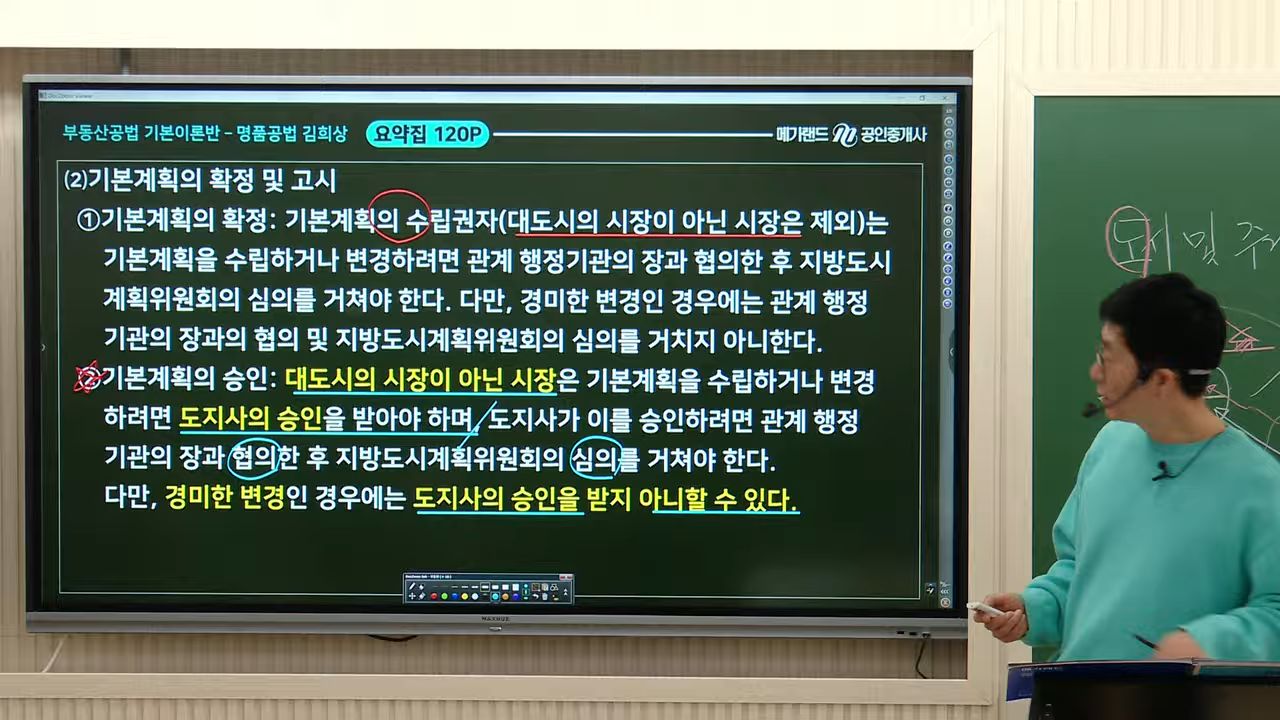 부동산공법 기본이론반 – 명품공법 김희상
요약집 120P
메가랜드 공인중개사
⑵기본계획의 확정 및 고시
①기본계획의 확정: 기본계획의 수립권자(대도시의 시장이 아닌 시장은 제외)는
기본계획을 수립하거나 변경하려면 관계 행정기관의 장과 협의한 후 지방도시
계획위원회의 심의를 거쳐야 한다. 다만, 경미한 변경인 경우에는 관계 행정
기관의 장과의 협의 및 지방도시계획위원회의 심의를 거치지 아니한다.
②기본계획의 승인: 대도시의 시장이 아닌 시장은 기본계획을 수립하거나 변경
하려면 도지사의 승인을 받아야 하며, 도지사가 이를 승인하려면 관계 행정
기관의 장과 협의한 후 지방도시계획위원회의 심의를 거쳐야 한다.
다만, 경미한 변경인 경우에는 도지사의 승인을 받지 아니할 수 있다.
MAXHUB
및 주